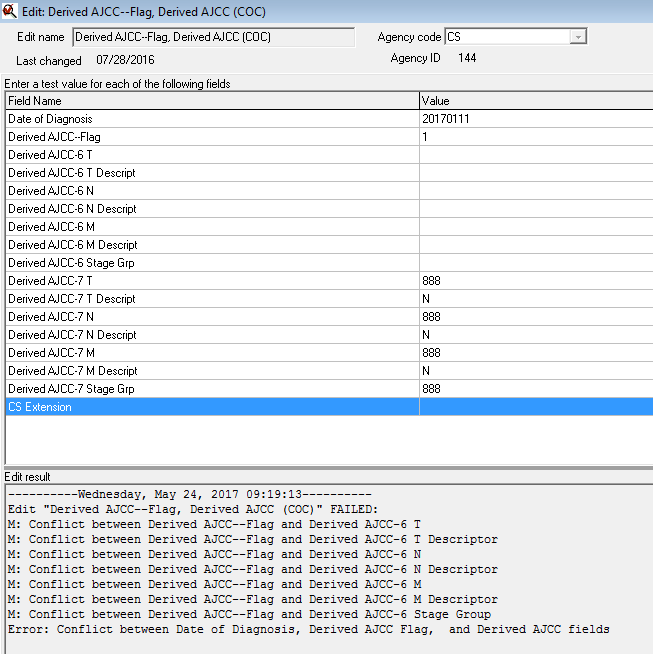 Edit: Derived AJCC--Flag, Derived AJCC (COC)
Edit name Derived AJCC--Flag, Derived AJCC (COC) Agency code CS
Last changed 07/28/2016 Agency ID 144
Enter a test value for each of the following fields
Field Name Value
Date of Diagnosis 20170111
Derived AJCC--Flag 1
Derived AJCC-6 T
Derived AJCC-6 T Descript
Derived AJCC-6 N
Derived AJCC-6 N Descript
Derived AJCC-6 M
Derived AJCC-6 M Descript
Derived AJCC-6 Stage Grp
Derived AJCC-7 T 888
Derived AJCC-7 T Descript N
Derived AJCC-7 N 888
Derived AJCC-7 N Descript N
Derived AJCC-7 M 888
Derived AJCC-7 M Descript N
Derived AJCC-7 Stage Grp 888
CS Extension
Edit result
----------Wednesday, May 24, 2017 09:19:13----------
Edit "Derived AJCC--Flag, Derived AJCC (COC)" FAILED:
M: Conflict between Derived AJCC--Flag and Derived AJCC-6 T
M: Conflict between Derived AJCC--Flag and Derived AJCC-6 T Descriptor
M: Conflict between Derived AJCC--Flag and Derived AJCC-6 N
M: Conflict between Derived AJCC--Flag and Derived AJCC-6 N Descriptor
M: Conflict between Derived AJCC--Flag and Derived AJCC-6 M
M: Conflict between Derived AJCC--Flag and Derived AJCC-6 M Descriptor
M: Conflict between Derived AJCC--Flag and Derived AJCC-6 Stage Group
Error: Conflict between Date of Diagnosis, Derived AJCC Flag,  and Derived AJCC fields